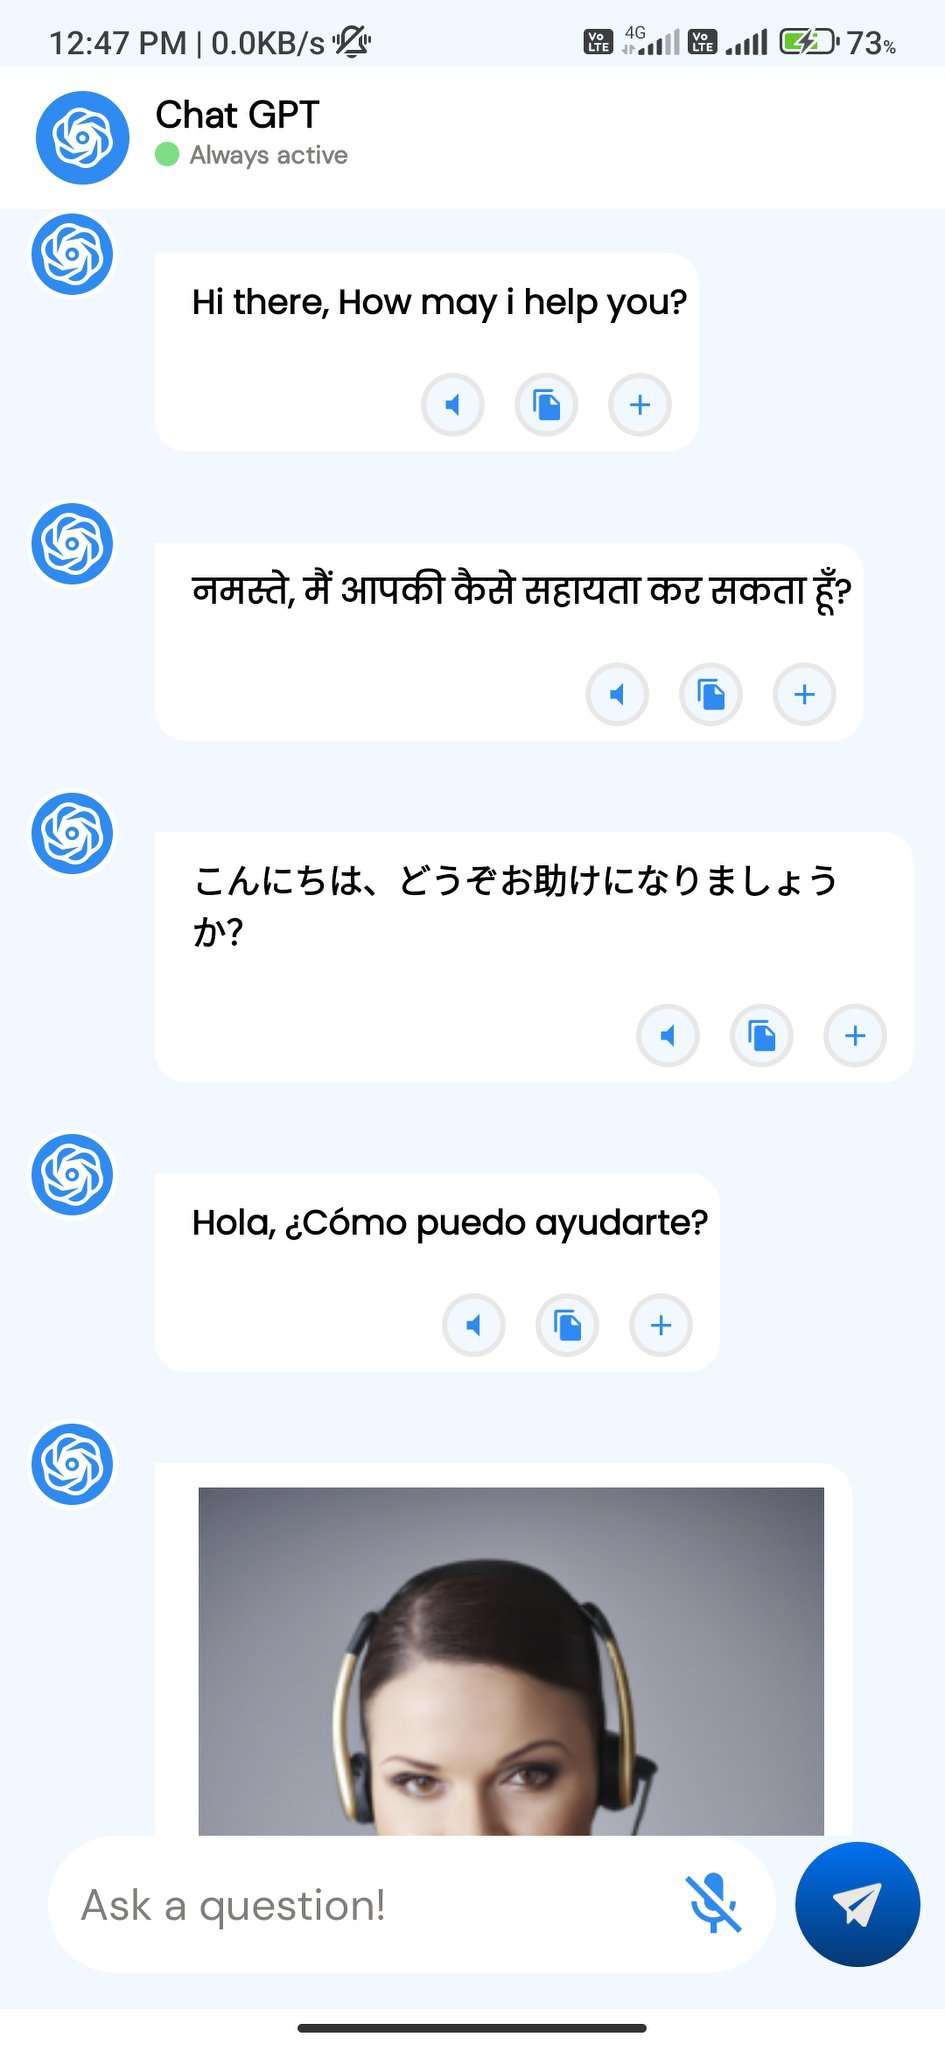 12:47 PM | 0.0KB/s Vo LTE 4G Vo LTE 73%
Chat GPT
Always active
Hi there, How may i help you?
नमस्ते, मैं आपकी कैसे सहायता कर सकता हूँ?
こんにちは、どうぞお助けになりましょう
か?
Hola, ¿Cómo puedo ayudarte?
Ask a question!